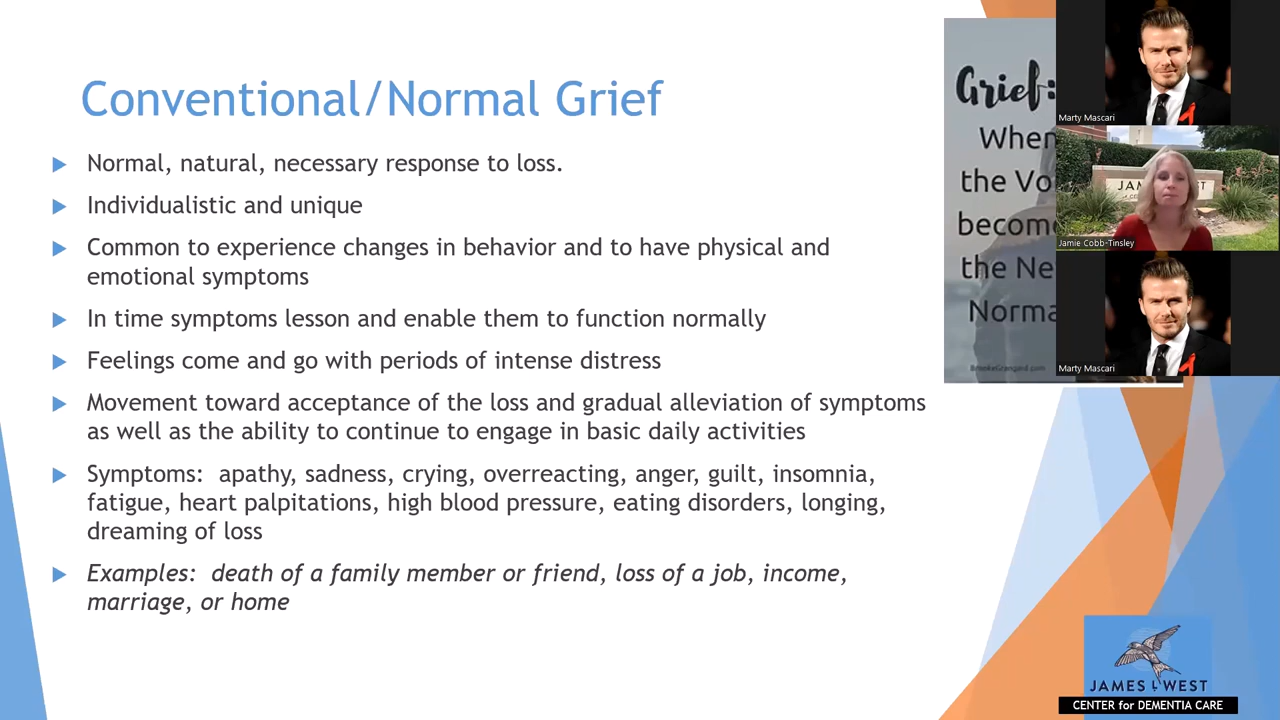 Conventional/Normal Grief
Normal, natural, necessary response to loss.
Individualistic and unique
Common to experience changes in behavior and to have physical and
emotional symptoms
In time symptoms lesson and enable them to function normally
Feelings come and go with periods of intense distress
Movement toward acceptance of the loss and gradual alleviation of symptoms
as well as the ability to continue to engage in basic daily activities
Symptoms:  apathy, sadness, crying, overreacting, anger, guilt, insomnia,
fatigue, heart palpitations, high blood pressure, eating disorders, longing,
dreaming of loss
Examples:  death of a family member or friend, loss of a job, income,
marriage, or home
Grief:
When
the Vo
becom
the Ne
Norma
Marty Mascari
Jamie Cobb-Tinsley
Marty Mascari
JAMES L WEST
CENTER for DEMENTIA CARE